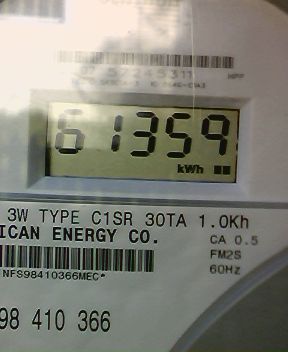 57245311
61359
kWh
3W TYPE C1SR 30TA 1.0Kh
ICAN ENERGY CO.
CA 0.5
FM2S
60Hz
NFS98410366MEC*
98 410 366